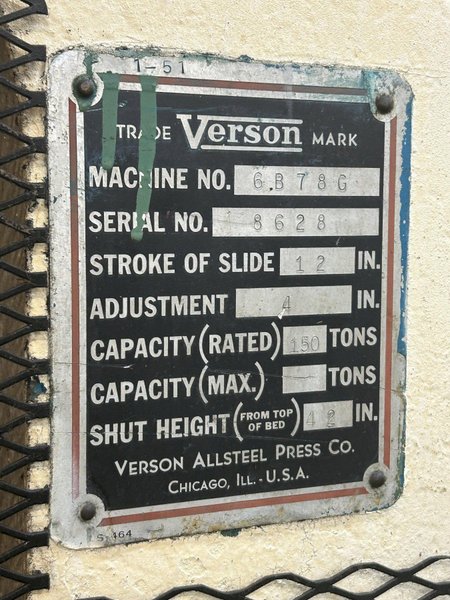 1-51
TRADE Verson MARK
MACHINE NO. 6B78G
SERIAL NO. 8628
STROKE OF SLIDE 12 IN.
ADJUSTMENT 4 IN.
CAPACITY (RATED) 150 TONS
CAPACITY (MAX.) TONS
SHUT HEIGHT (FROM TOP OF BED) 42 IN.
VERSON ALLSTEEL PRESS CO.
CHICAGO, ILL. - U.S.A.